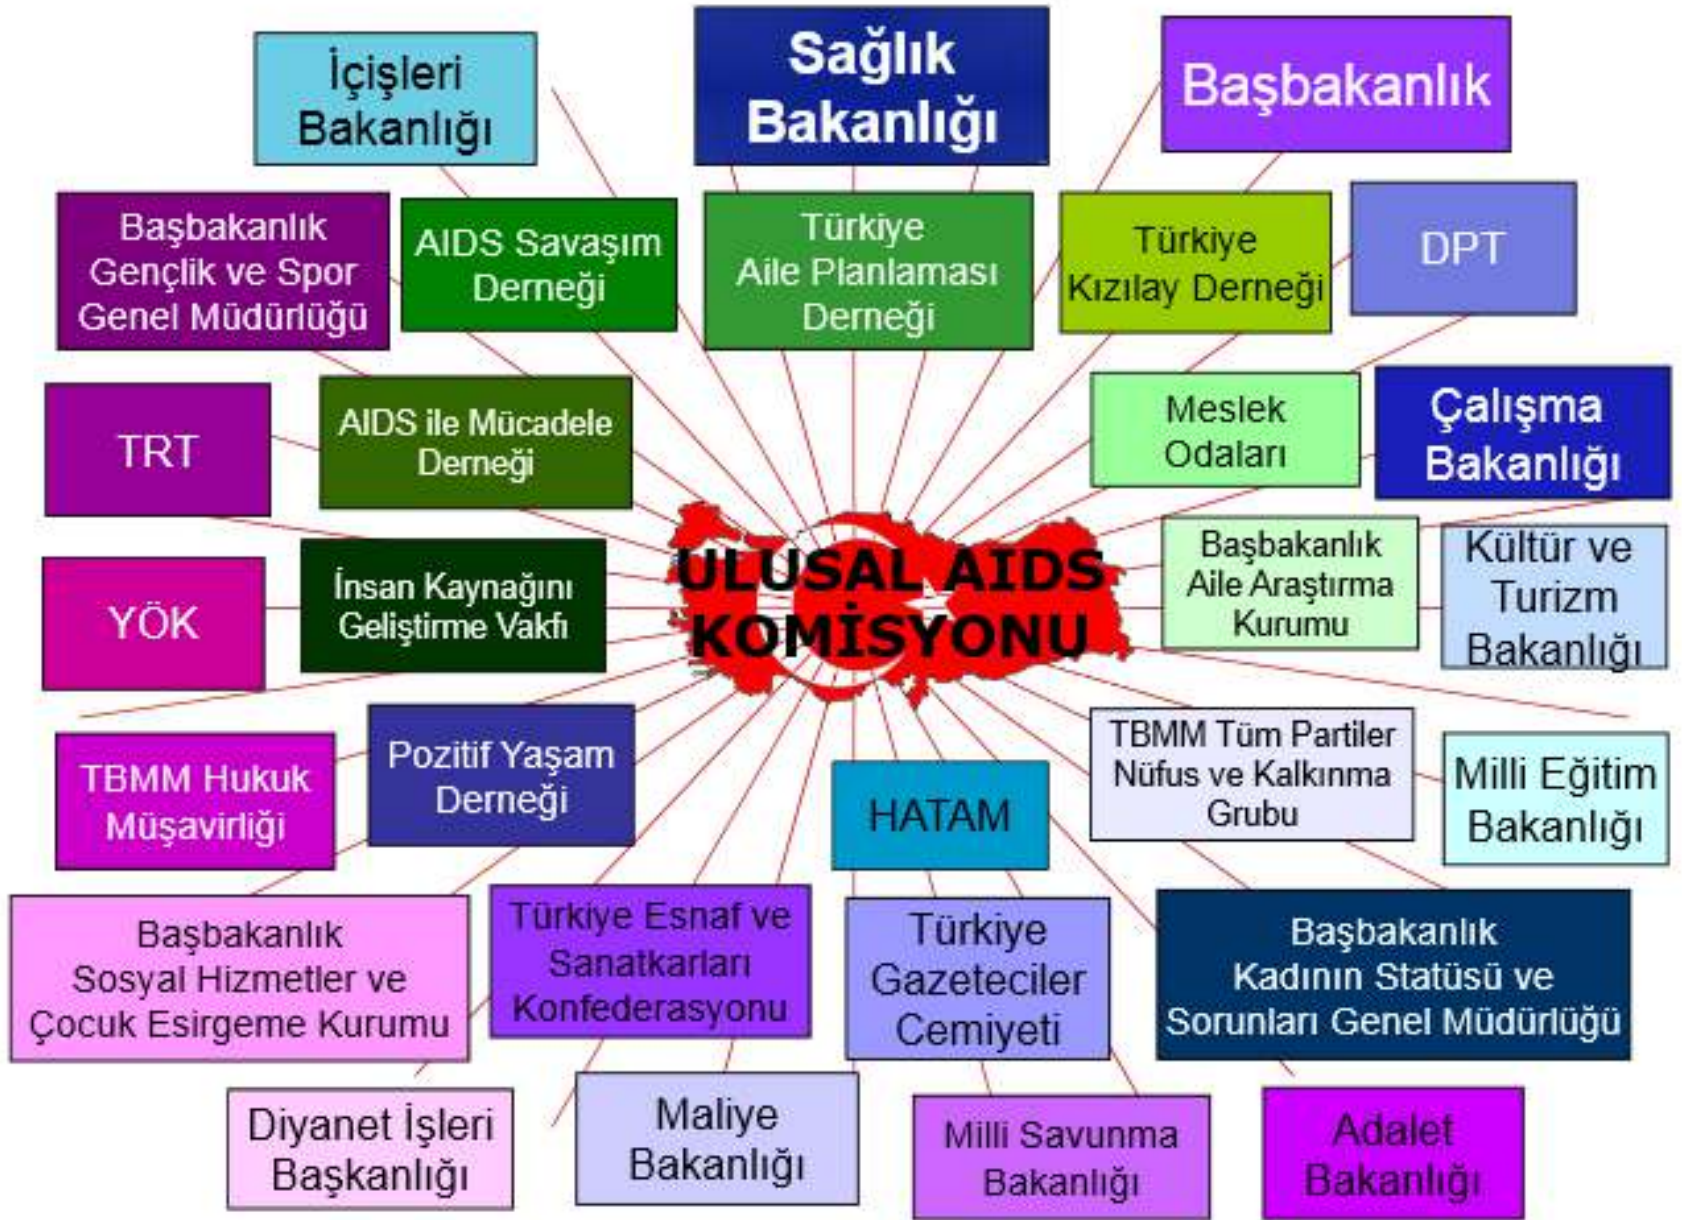 İçişleri
Bakanlığı
Sağlık
Bakanlığı
Başbakanlık
Başbakanlık
Gençlik ve Spor
Genel Müdürlüğü
AIDS Savaşım
Derneği
Türkiye
Aile Planlaması
Derneği
Türkiye
Kızılay Derneği
DPT
TRT
AIDS ile Mücadele
Derneği
Meslek
Odaları
Çalışma
Bakanlığı
YÖK
İnsan Kaynağını
Geliştirme Vakfı
ULUSAL AIDS
KOMİSYONU
Başbakanlık
Aile Araştırma
Kurumu
Kültür ve
Turizm
Bakanlığı
TBMM Hukuk
Müşavirliği
Pozitif Yaşam
Derneği
HATAM
TBMM Tüm Partiler
Nüfus ve Kalkınma
Grubu
Milli Eğitim
Bakanlığı
Başbakanlık
Sosyal Hizmetler ve
Çocuk Esirgeme Kurumu
Türkiye Esnaf ve
Sanatkarları
Konfederasyonu
Türkiye
Gazeteciler
Cemiyeti
Başbakanlık
Kadının Statüsü ve
Sorunları Genel Müdürlüğü
Diyanet İşleri
Başkanlığı
Maliye
Bakanlığı
Milli Savunma
Bakanlığı
Adalet
Bakanlığı